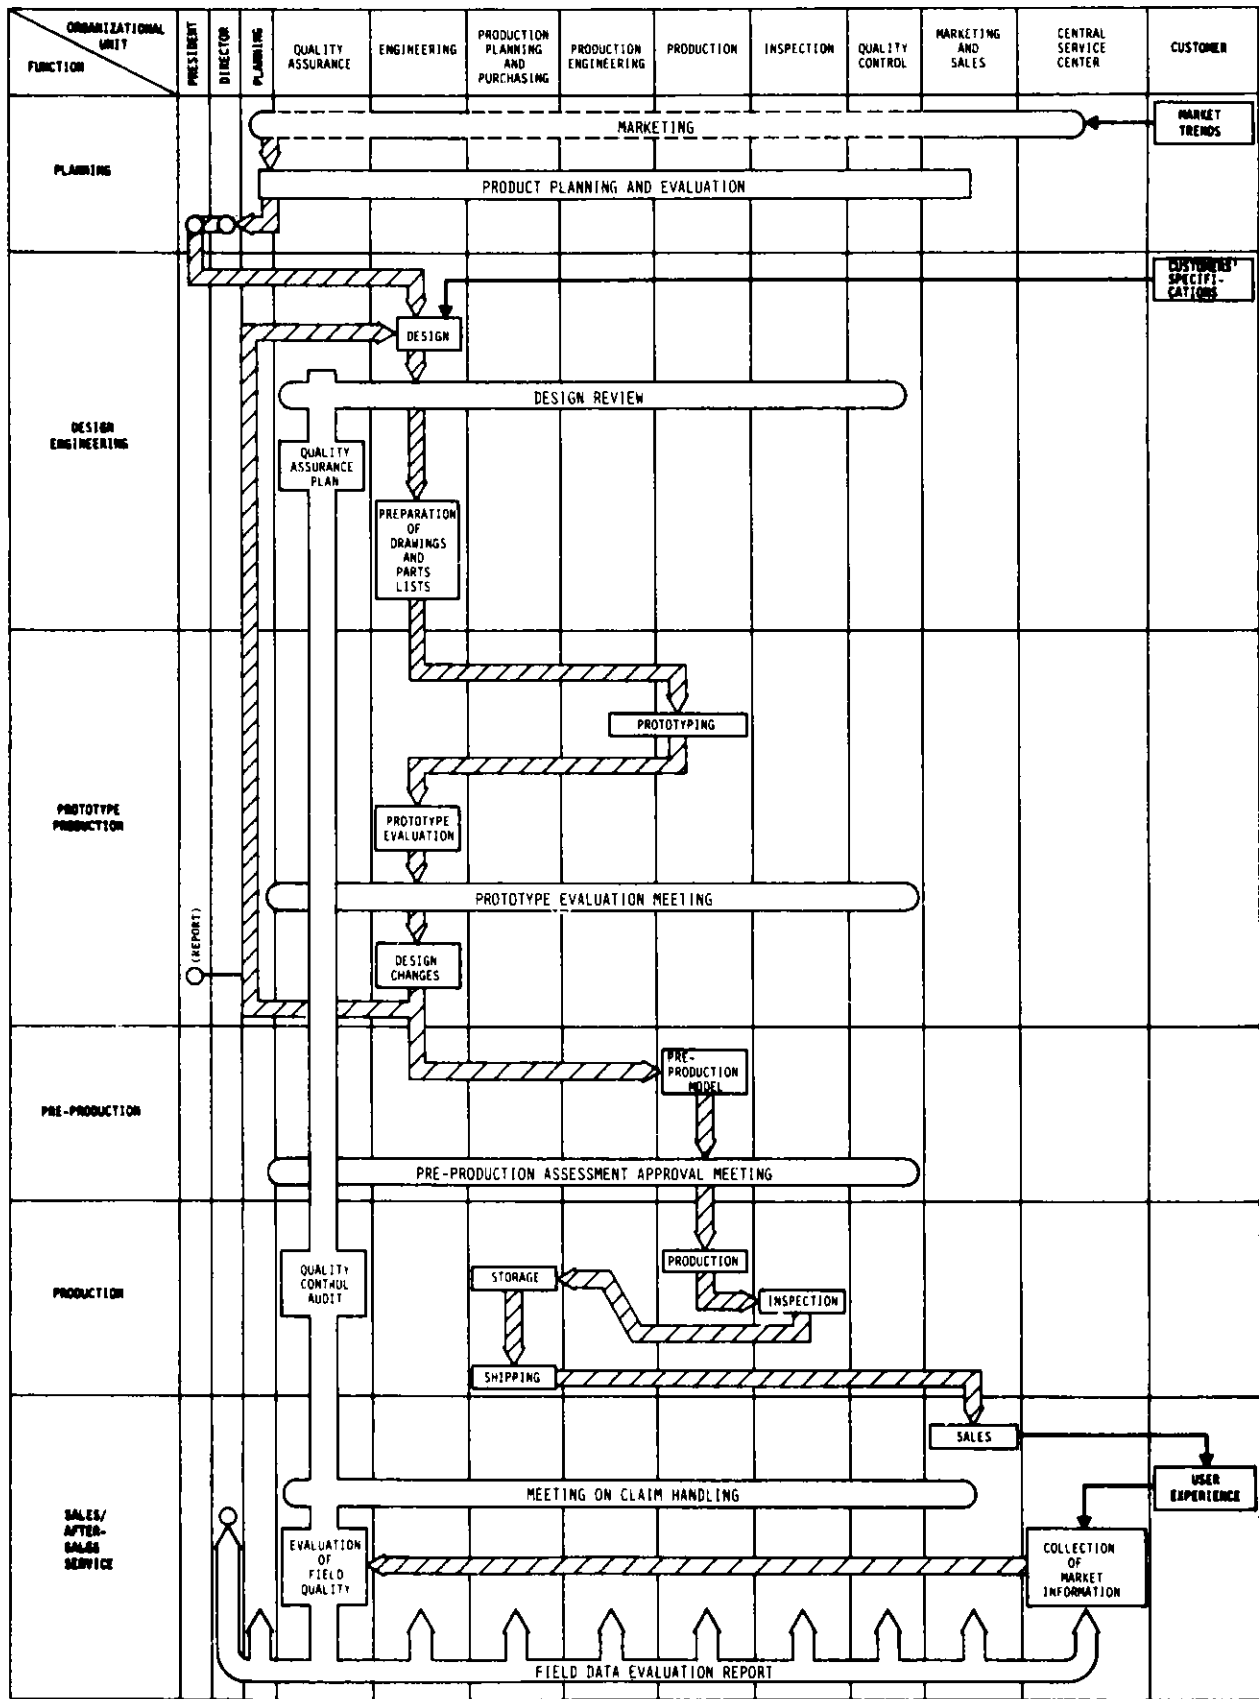 ORGANIZATIONAL
UNIT
FUNCTION
PRESIDENT
DIRECTOR
PLANNING
QUALITY
ASSURANCE
ENGINEERING
PRODUCTION
PLANNING
AND
PURCHASING
PRODUCTION
ENGINEERING
PRODUCTION
INSPECTION
QUALITY
CONTROL
MARKETING
AND
SALES
CENTRAL
SERVICE
CENTER
CUSTOMER
PLANNING
MARKETING
MARKET
TRENDS
PRODUCT PLANNING AND EVALUATION
DESIGN
ENGINEERING
CUSTOMERS'
SPECIFI-
CATIONS
DESIGN
DESIGN REVIEW
QUALITY
ASSURANCE
PLAN
PREPARATION
OF
DRAWINGS
AND
PARTS
LISTS
PROTOTYPE
PRODUCTION
PROTOTYPING
PROTOTYPE
EVALUATION
PROTOTYPE EVALUATION MEETING
(REPORT)
DESIGN
CHANGES
PRE-PRODUCTION
PRE-
PRODUCTION
MODEL
PRE-PRODUCTION ASSESSMENT APPROVAL MEETING
PRODUCTION
QUALITY
CONTROL
AUDIT
STORAGE
PRODUCTION
INSPECTION
SHIPPING
SALES/
AFTER-
SALES
SERVICE
SALES
USER
EXPERIENCE
MEETING ON CLAIM HANDLING
EVALUATION
OF
FIELD
QUALITY
COLLECTION
OF
MARKET
INFORMATION
FIELD DATA EVALUATION REPORT